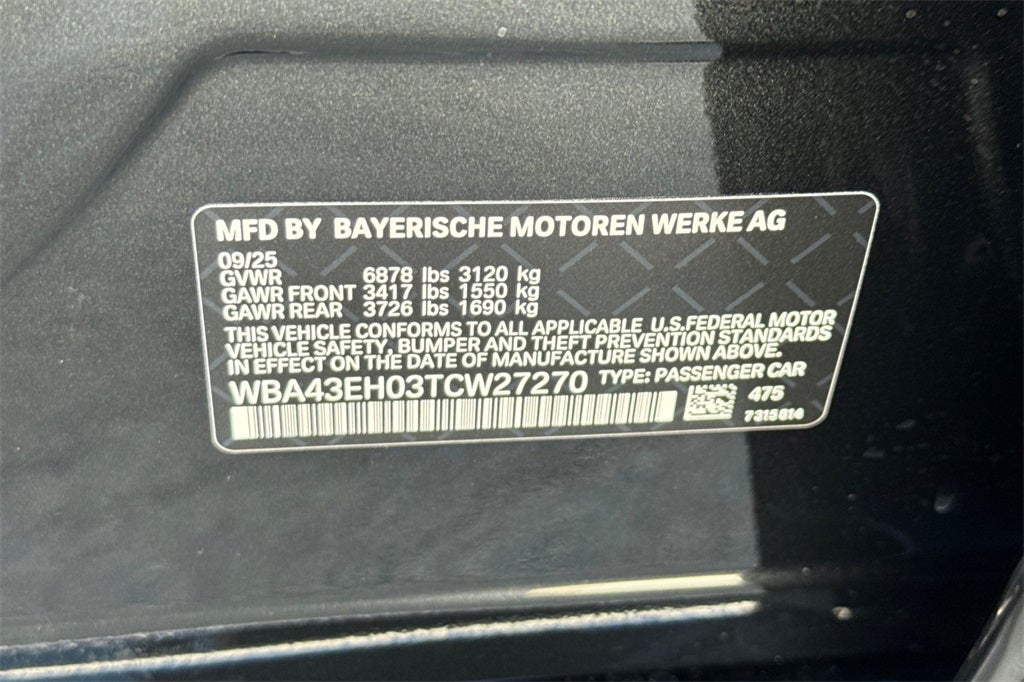 MFD BY BAYERISCHE MOTOREN WERKE AG
09/25
GVWR 6878 lbs 3120 kg
GAWR FRONT 3417 lbs 1550 kg
GAWR REAR 3726 lbs 1690 kg
THIS VEHICLE CONFORMS TO ALL APPLICABLE U.S.FEDERAL MOTOR
VEHICLE SAFETY, BUMPER AND THEFT PREVENTION STANDARDS
IN EFFECT ON THE DATE OF MANUFACTURE SHOWN ABOVE.
WBA43EH03TCW27270 TYPE: PASSENGER CAR
475
7315614